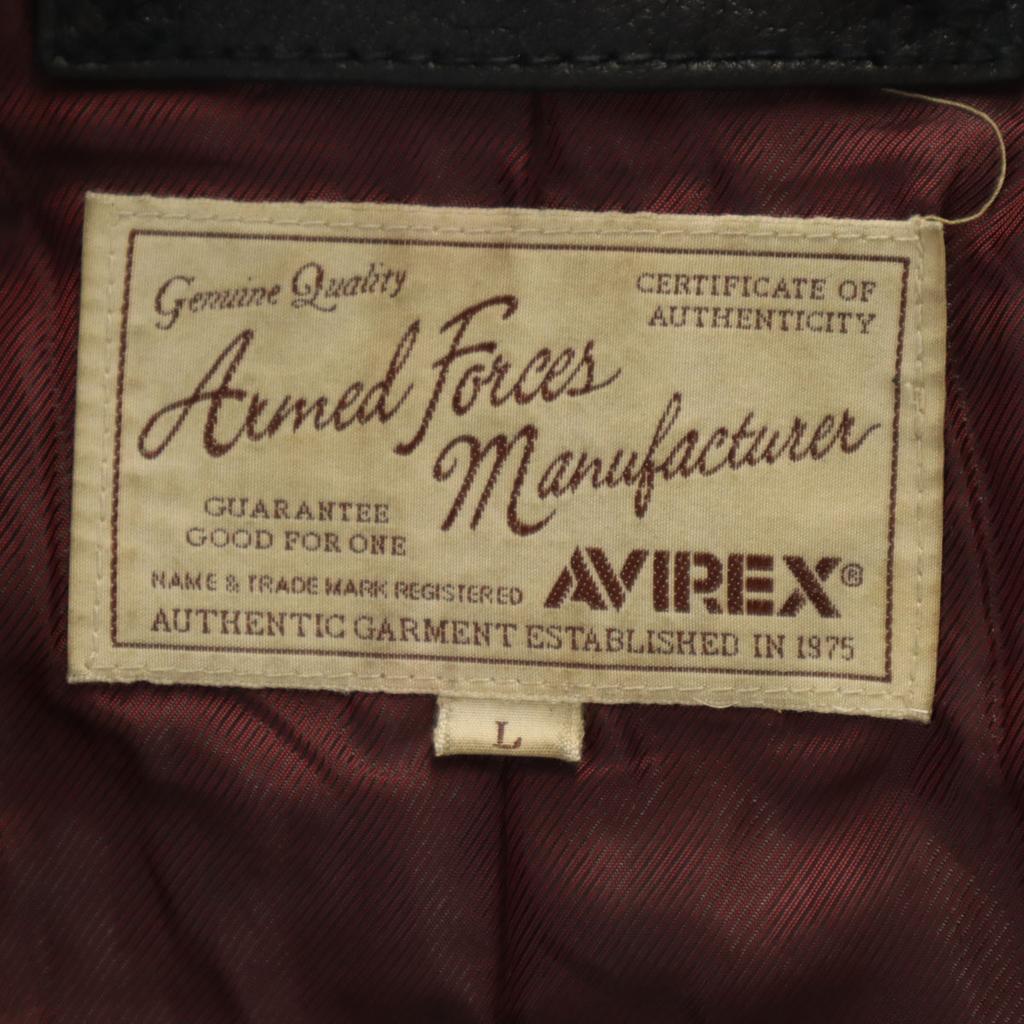 Genuine Quality
CERTIFICATE OF
AUTHENTICITY
Armed Forces
Manufacturer
GUARANTEE
GOOD FOR ONE
NAME & TRADE MARK REGISTERED
AVIREX®
AUTHENTIC GARMENT ESTABLISHED IN 1975
L